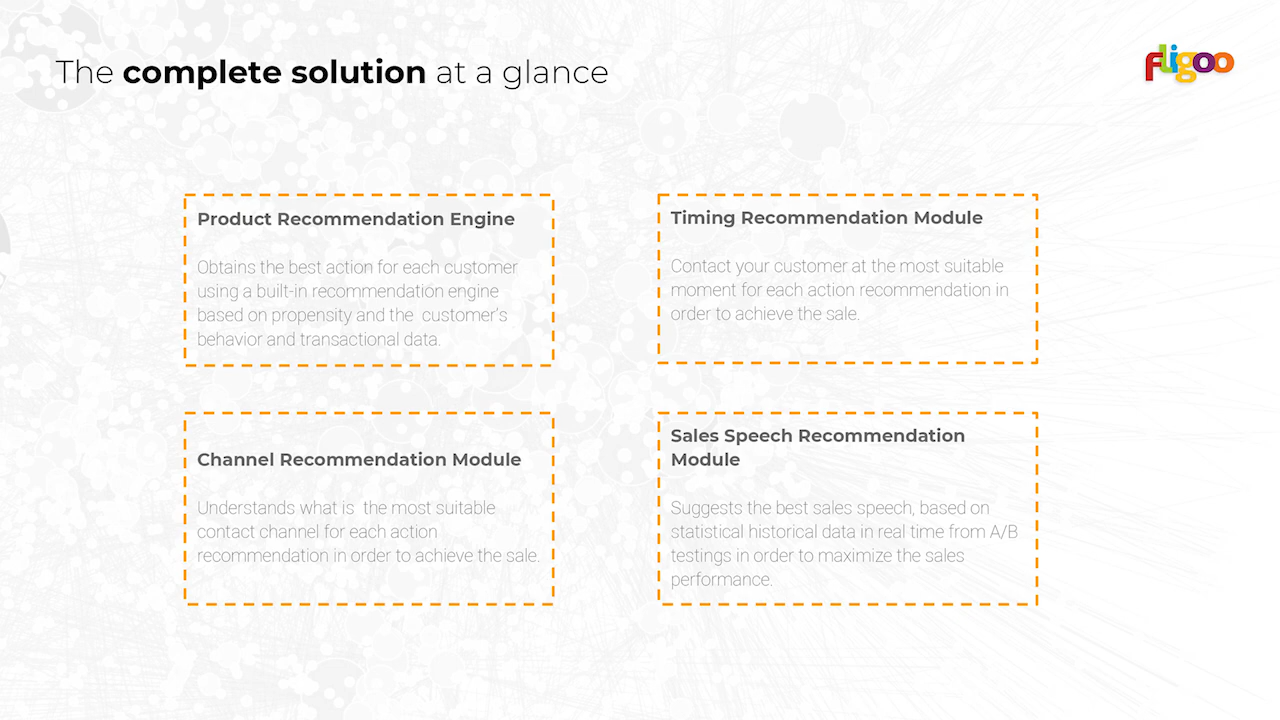 The complete solution at a glance
fligoo
Product Recommendation Engine
Obtains the best action for each customer
using a built-in recommendation engine
based on propensity and the  customer's
behavior and transactional data.
Timing Recommendation Module
Contact your customer at the most suitable
moment for each action recommendation in
order to achieve the sale.
Channel Recommendation Module
Understands what is  the most suitable
contact channel for each action
recommendation in order to achieve the sale.
Sales Speech Recommendation
Module
Suggests the best sales speech, based on
statistical historical data in real time from A/B
testings in order to maximize the sales
performance.